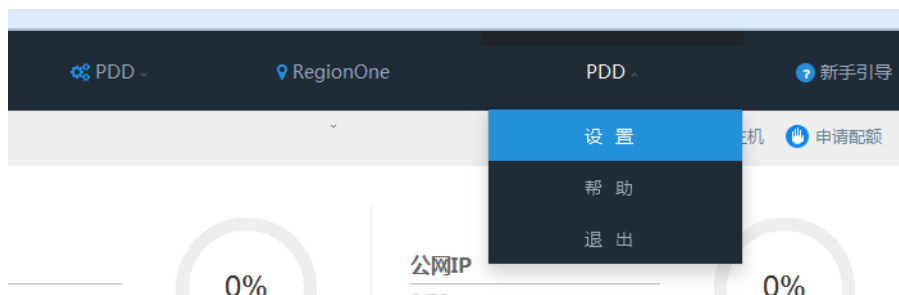 PDD
RegionOne
PDD
新手引导
设 置
主机
申请配额
帮 助
退 出
公网IP
0%
0%